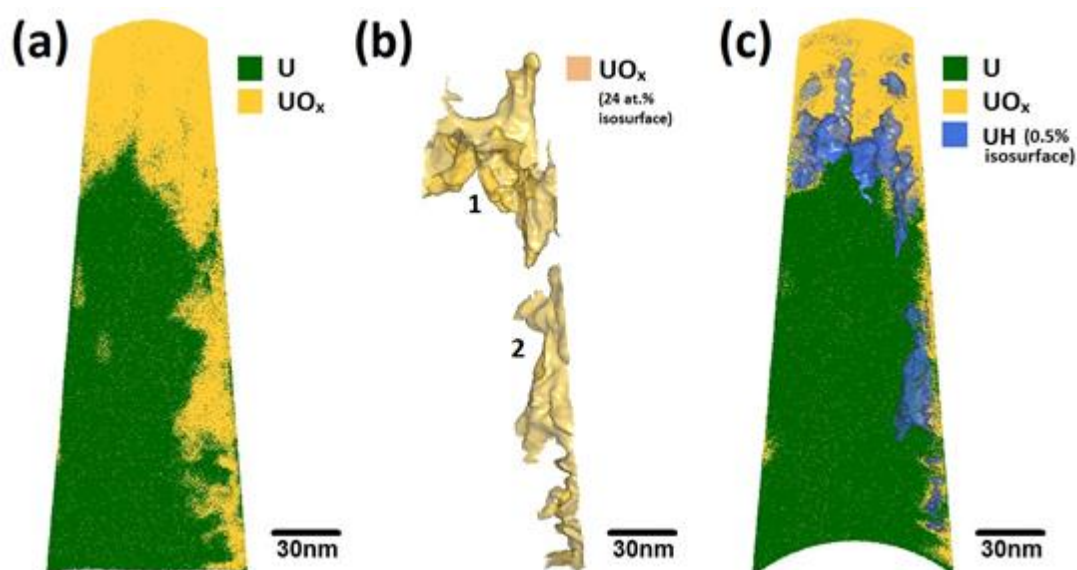 (a)
U
UOx
30nm
(b)
UOx
(24 at.%
isosurface)
1
2
30nm
(c)
U
UOx
UH (0.5%
isosurface)
30nm